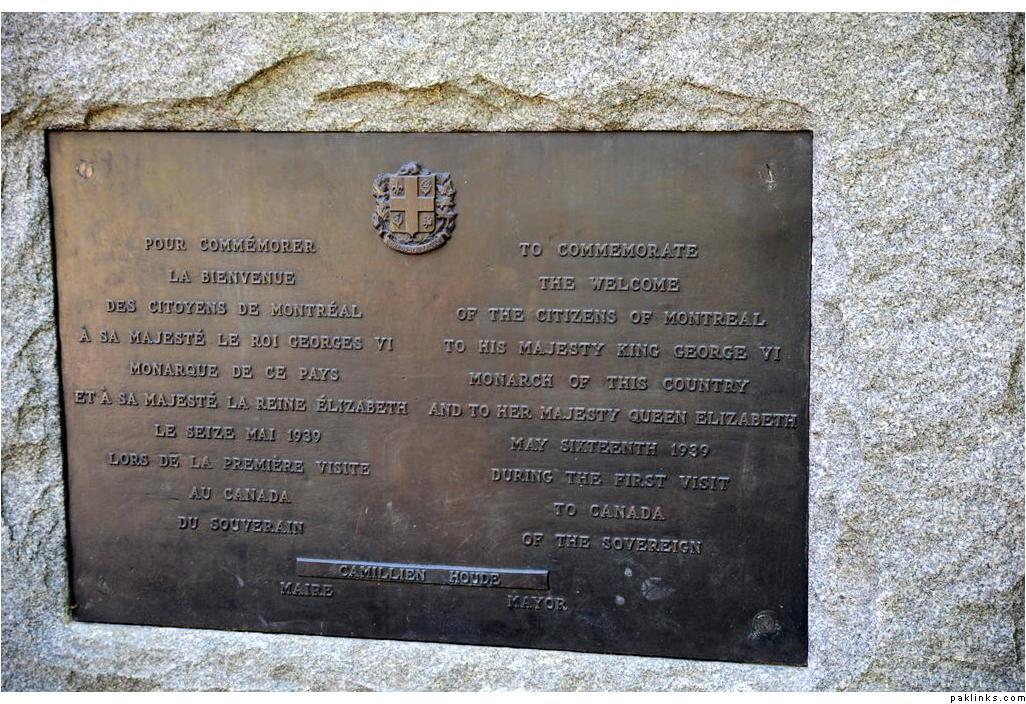 POUR COMMÉMORER
LA BIENVENUE
DES CITOYENS DE MONTRÉAL
À SA MAJESTÉ LE ROI GEORGES VI
MONARQUE DE CE PAYS
ET À SA MAJESTÉ LA REINE ÉLIZABETH
LE SEIZE MAI 1939
LORS DE LA PREMIÈRE VISITE
AU CANADA
DU SOUVERAIN
TO COMMEMORATE
THE WELCOME
OF THE CITIZENS OF MONTREAL
TO HIS MAJESTY KING GEORGE VI
MONARCH OF THIS COUNTRY
AND TO HER MAJESTY QUEEN ELIZABETH
MAY SIXTEENTH 1939
DURING THE FIRST VISIT
TO CANADA
OF THE SOVEREIGN
CAMILLIEN HOUDE
MAIRE MAYOR
paklinks.com